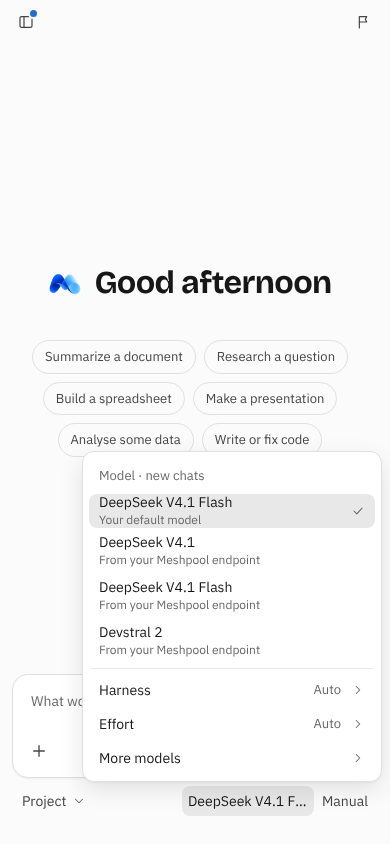 Good afternoon
Summarize a document
Research a question
Build a spreadsheet
Make a presentation
Analyse some data
Write or fix code
Model · new chats
DeepSeek V4.1 Flash
Your default model
DeepSeek V4.1
From your Meshpool endpoint
DeepSeek V4.1 Flash
From your Meshpool endpoint
Devstral 2
From your Meshpool endpoint
Harness Auto
Effort Auto
More models
What wo
Project
DeepSeek V4.1 F...
Manual